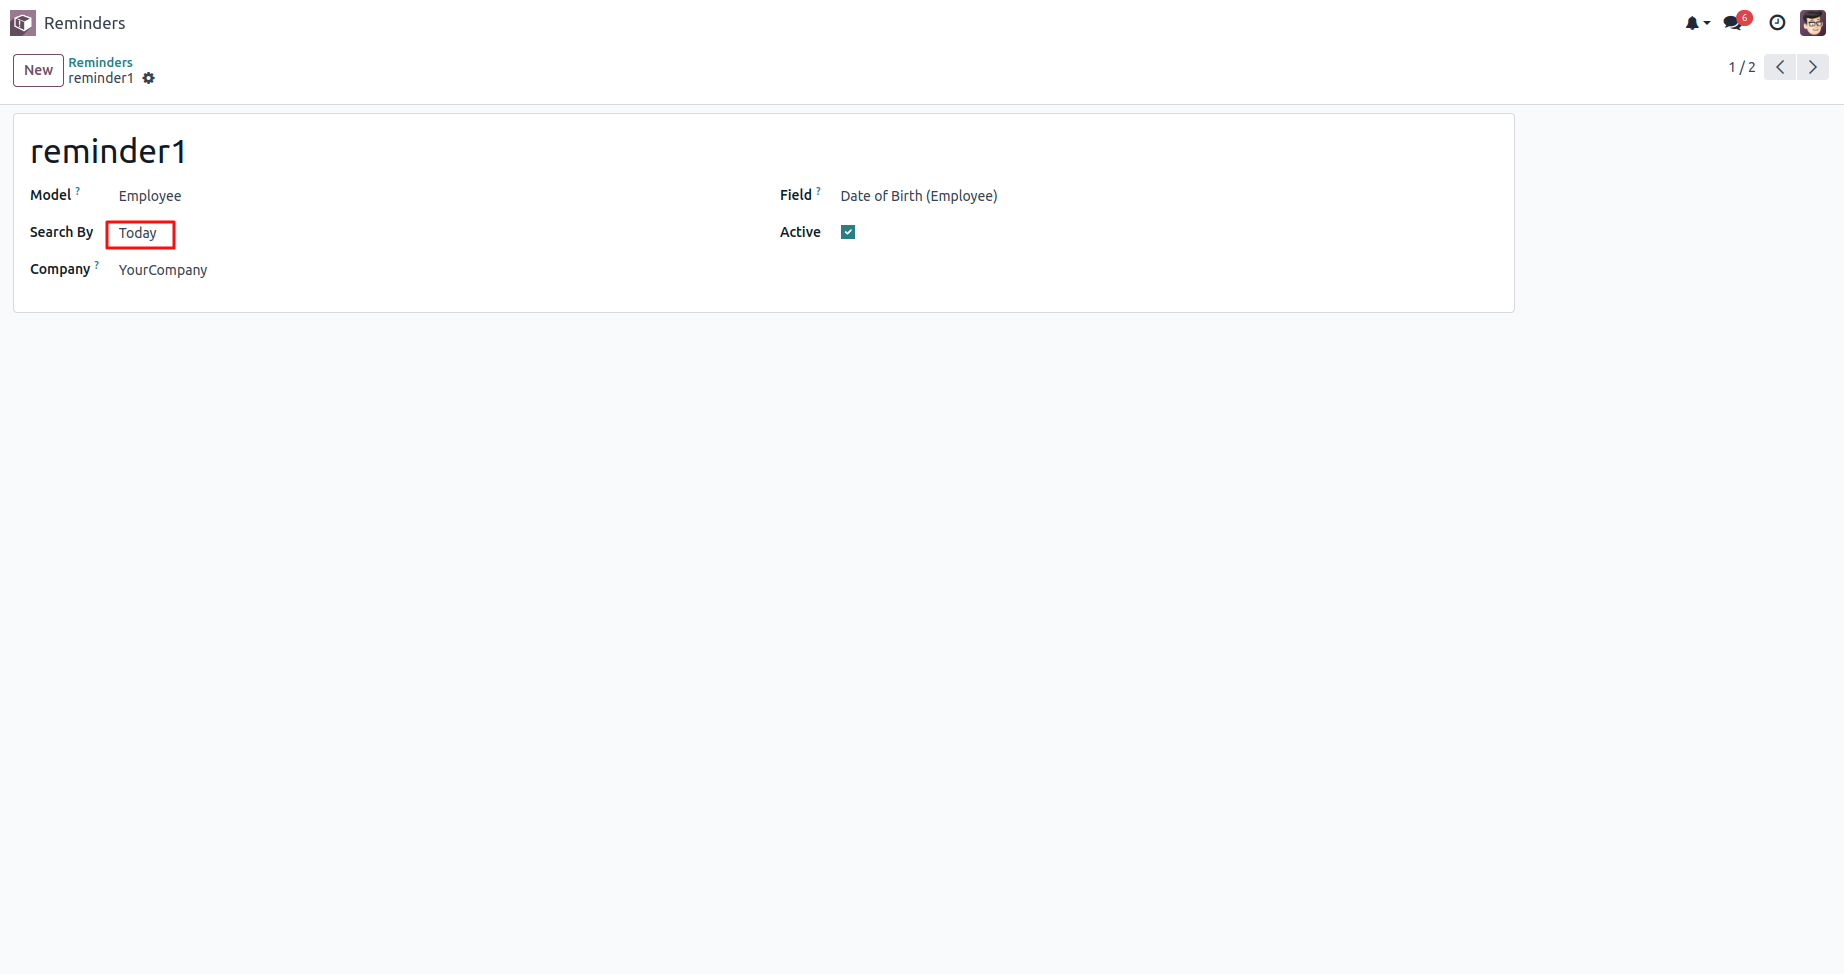 Reminders
6
New
Reminders
reminder1
1 / 2
reminder1
Model ? Employee
Field ? Date of Birth (Employee)
Search By Today
Active
Company ? YourCompany